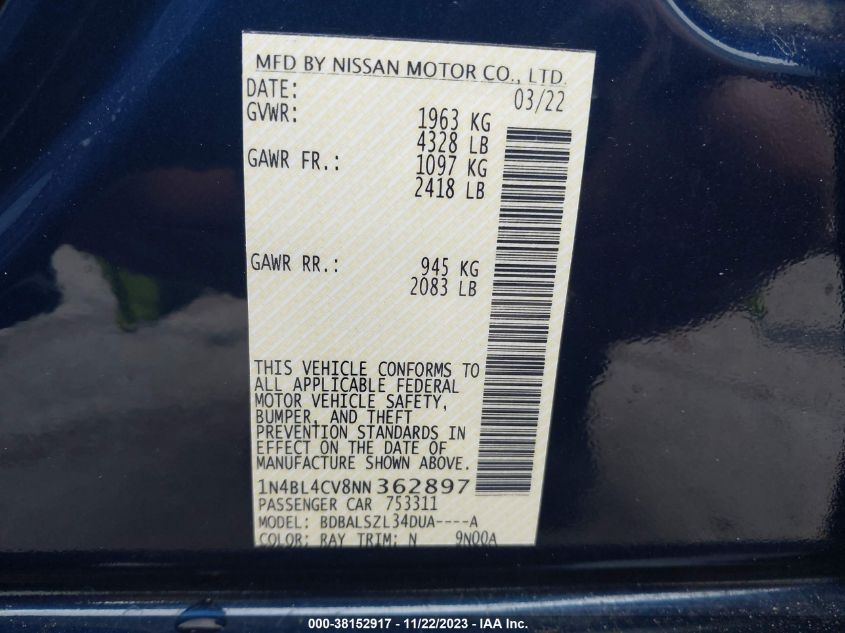 MFD BY NISSAN MOTOR CO., LTD.
DATE: 03/22
GVWR: 1963 KG
4328 LB
GAWR FR.: 1097 KG
2418 LB
GAWR RR.: 945 KG
2083 LB
THIS VEHICLE CONFORMS TO
ALL APPLICABLE FEDERAL
MOTOR VEHICLE SAFETY,
BUMPER, AND THEFT
PREVENTION STANDARDS IN
EFFECT ON THE DATE OF
MANUFACTURE SHOWN ABOVE.
1N4BL4CV8NN362897
PASSENGER CAR 753311
MODEL: BDBALSZL34DUA----A
COLOR: RAY TRIM: N 9N00A
000-38152917 - 11/22/2023 - IAA Inc.